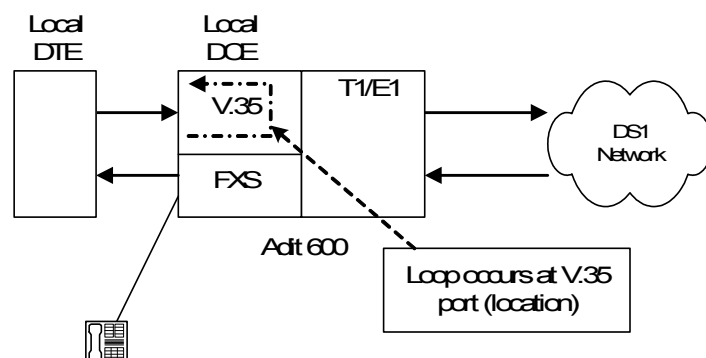 Local
DTE
Local
DCE
V.35
T1/E1
DS1
Network
FXS
Adit 600
Loop occurs at V.35
port (location)